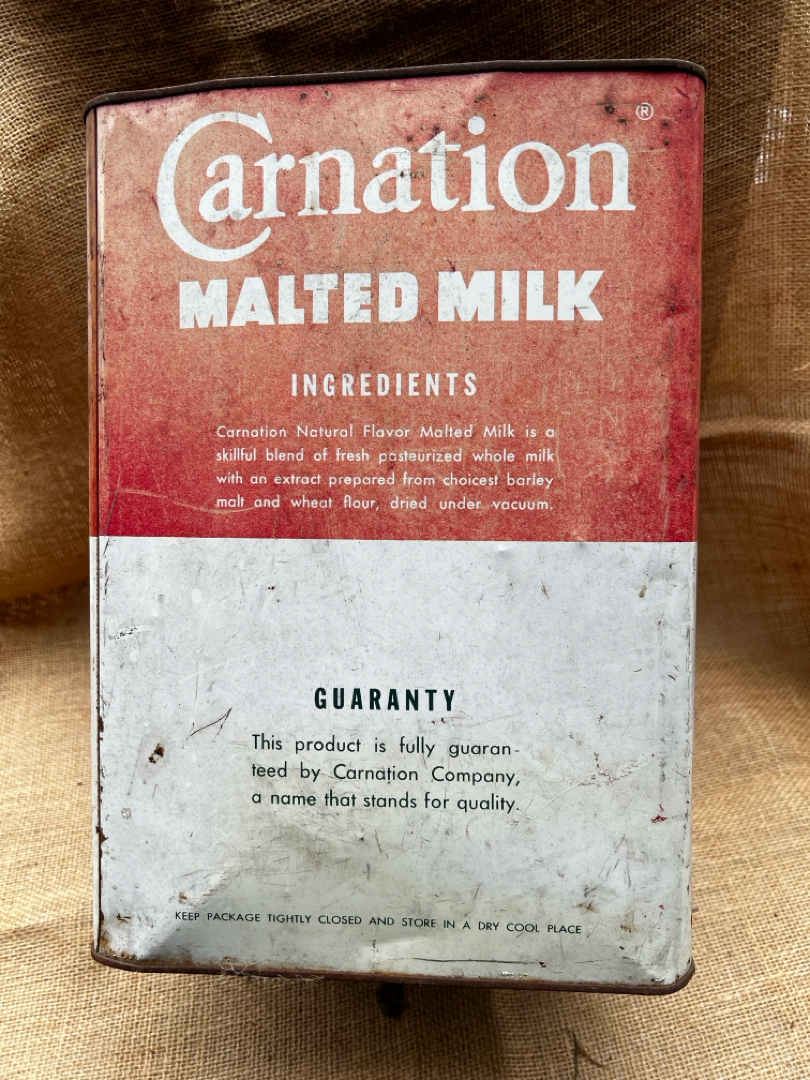 Carnation®
MALTED MILK
INGREDIENTS
Carnation Natural Flavor Malted Milk is a
skillful blend of fresh pasteurized whole milk
with an extract prepared from choicest barley
malt and wheat flour, dried under vacuum.
GUARANTY
This product is fully guaran-
teed by Carnation Company,
a name that stands for quality.
KEEP PACKAGE TIGHTLY CLOSED AND STORE IN A DRY COOL PLACE